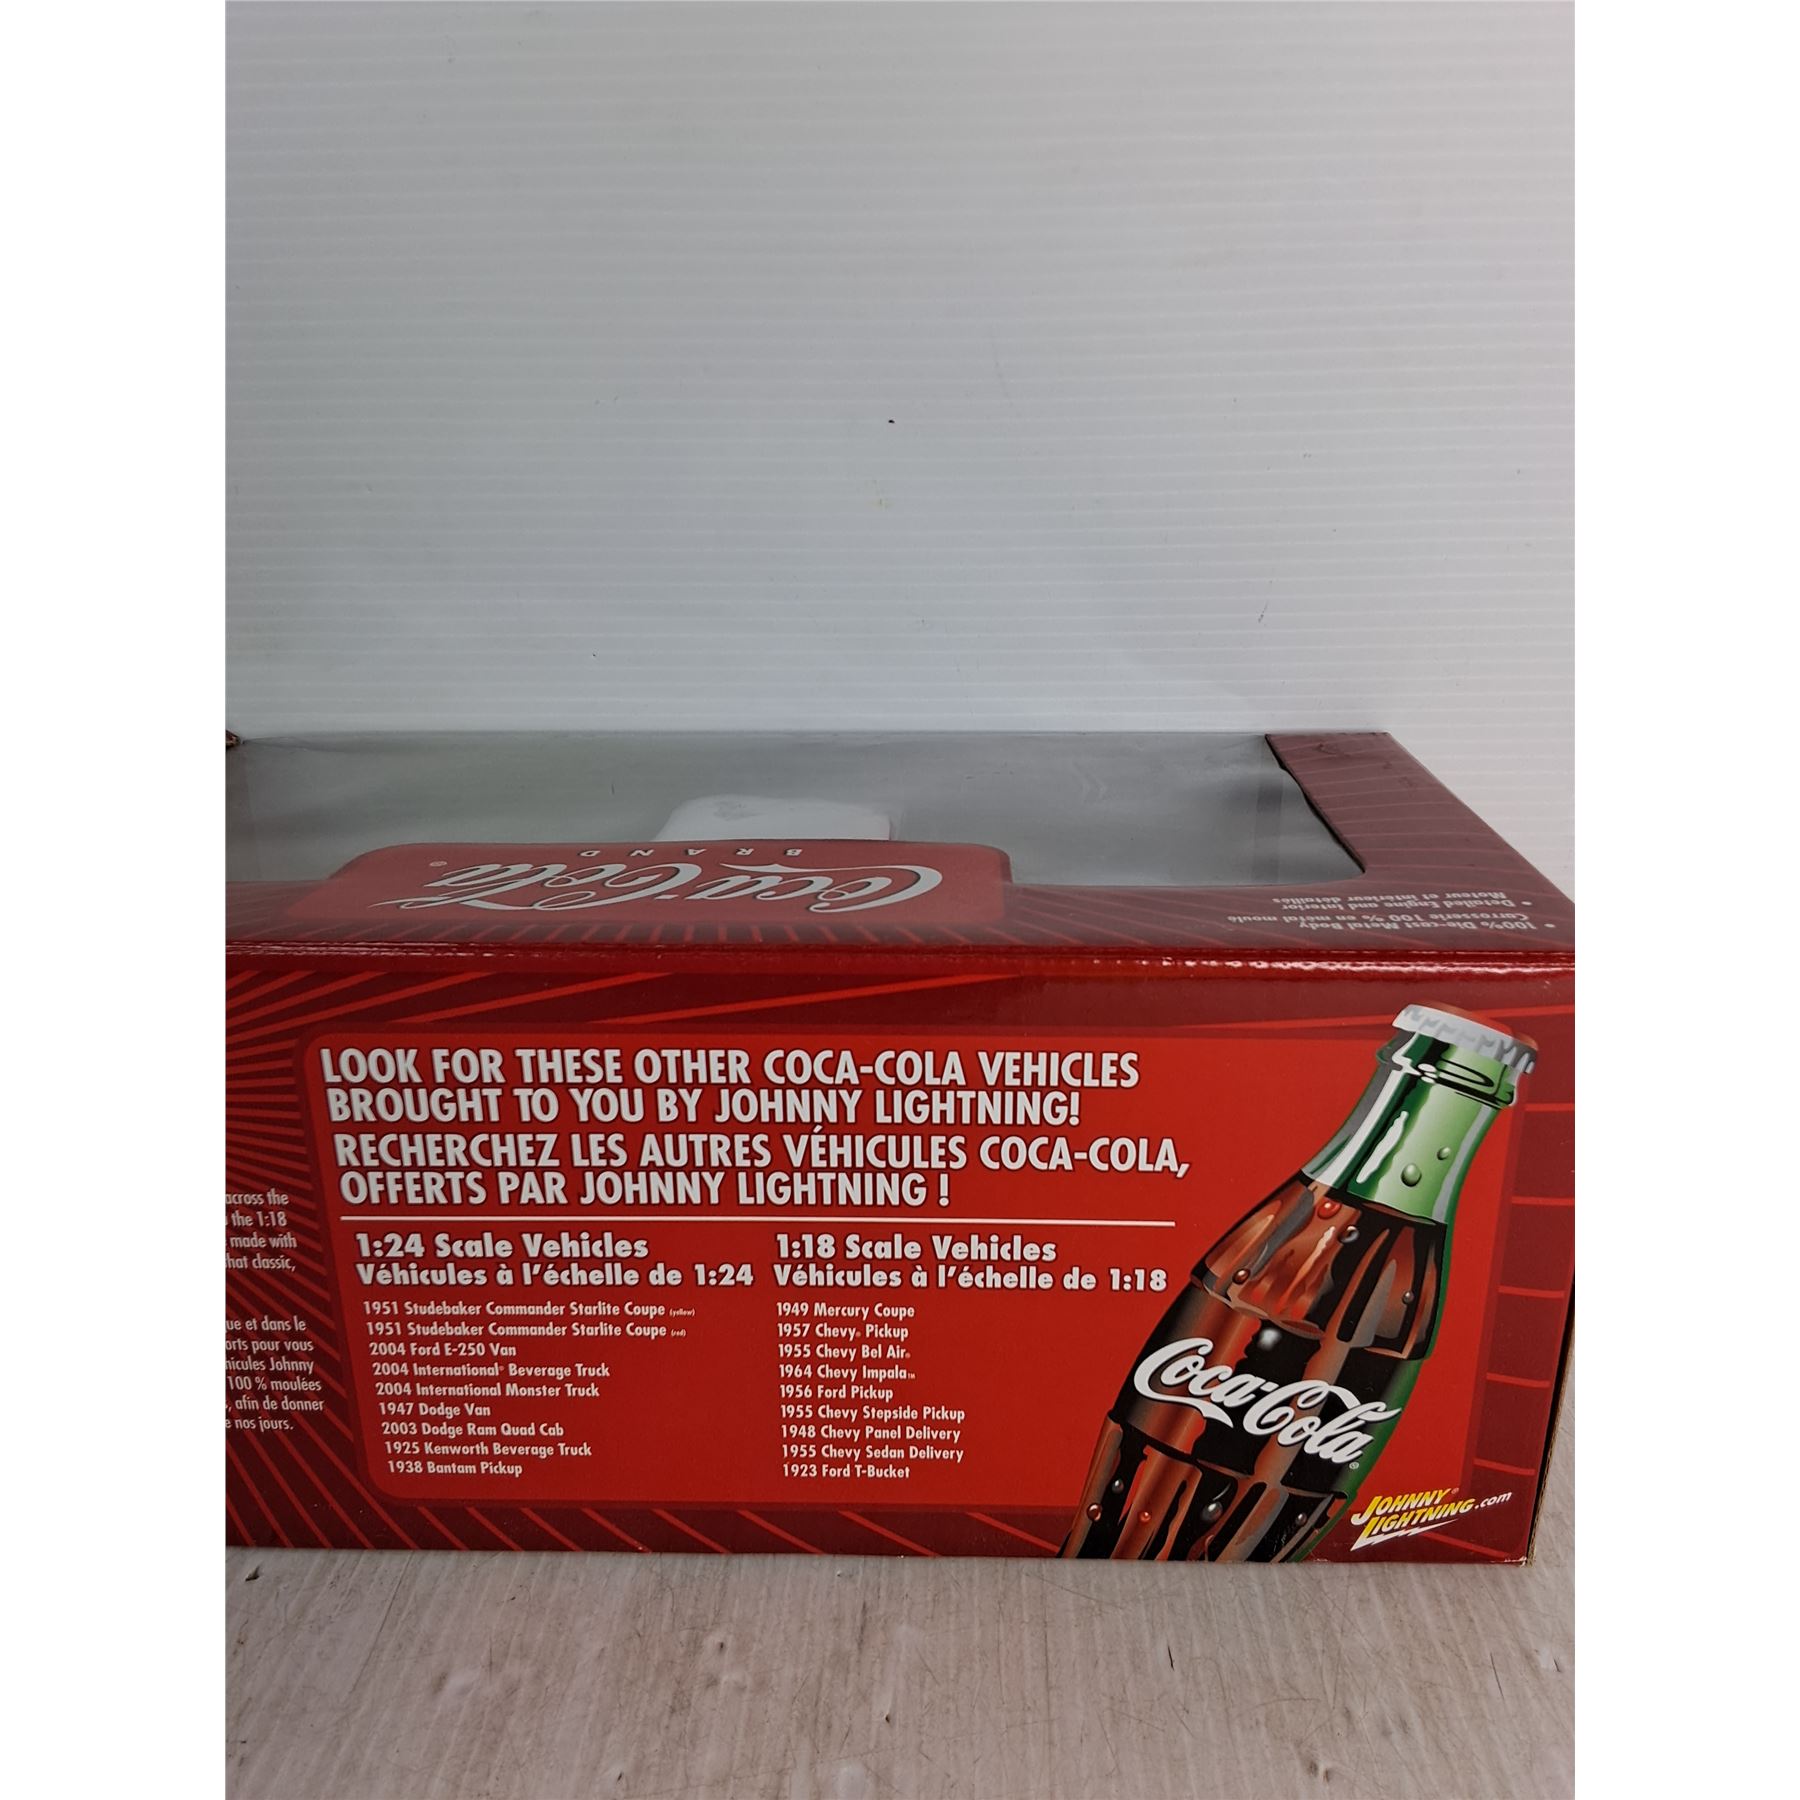 BRAND
Coca-Cola ®
• Detailed Engine and Interior
Moteur et intérieur détaillés
• 100% Die-cast Metal Body
Carrosserie 100 % en métal moulé
LOOK FOR THESE OTHER COCA-COLA VEHICLES
BROUGHT TO YOU BY JOHNNY LIGHTNING!
RECHERCHEZ LES AUTRES VÉHICULES COCA-COLA,
OFFERTS PAR JOHNNY LIGHTNING !
across the
the 1:18
made with
that classic,
ue et dans le
orts pour vous
hicules Johnny
100 % moulées
, afin de donner
e nos jours.
1:24 Scale Vehicles
Véhicules à l'échelle de 1:24
1951 Studebaker Commander Starlite Coupe (yellow)
1951 Studebaker Commander Starlite Coupe (red)
2004 Ford E-250 Van
2004 International® Beverage Truck
2004 International Monster Truck
1947 Dodge Van
2003 Dodge Ram Quad Cab
1925 Kenworth Beverage Truck
1938 Bantam Pickup
1:18 Scale Vehicles
Véhicules à l'échelle de 1:18
1949 Mercury Coupe
1957 Chevy® Pickup
1955 Chevy Bel Air®
1964 Chevy Impala™
1956 Ford Pickup
1955 Chevy Stepside Pickup
1948 Chevy Panel Delivery
1955 Chevy Sedan Delivery
1923 Ford T-Bucket
Coca-Cola ®
JOHNNY®
LIGHTNING.com